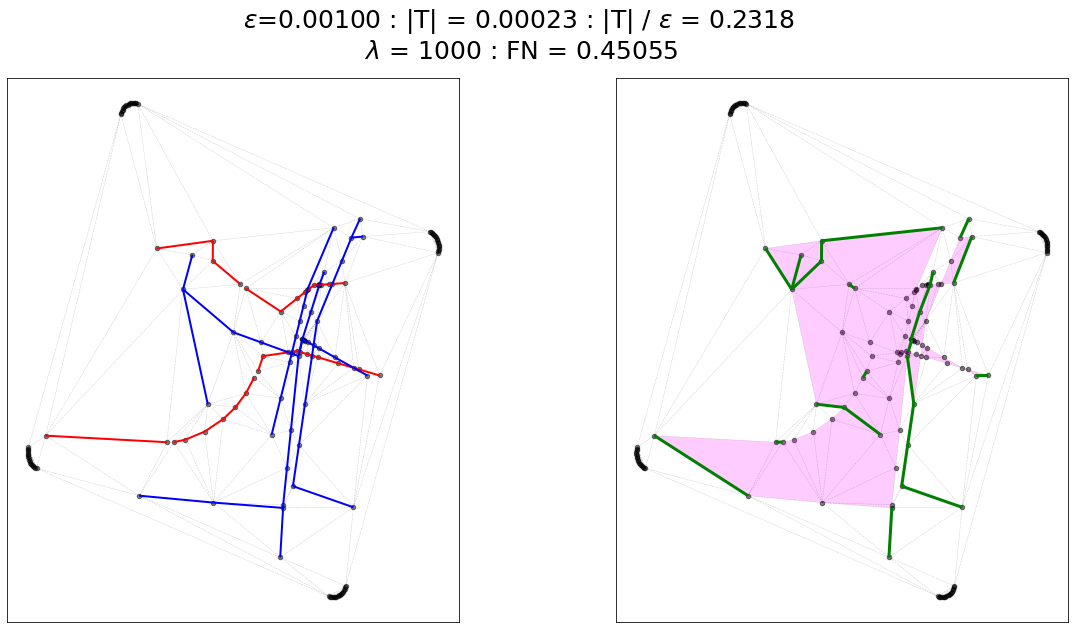 ε=0.00100 : |T| = 0.00023 : |T| / ε = 0.2318
λ = 1000 : FN = 0.45055